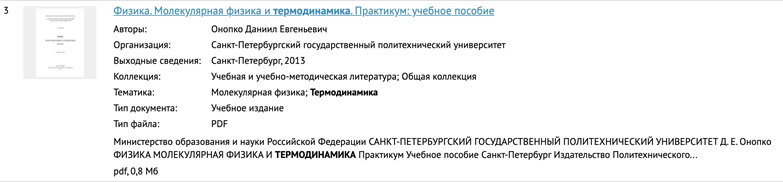 3
Физика. Молекулярная физика и термодинамика. Практикум: учебное пособие
Авторы: Онопко Даниил Евгеньевич
Организация: Санкт-Петербургский государственный политехнический университет
Выходные сведения: Санкт-Петербург, 2013
Коллекция: Учебная и учебно-методическая литература; Общая коллекция
Тематика: Молекулярная физика; Термодинамика
Тип документа: Учебное издание
Тип файла: PDF
Министерство образования и науки Российской Федерации САНКТ-ПЕТЕРБУРГСКИЙ ГОСУДАРСТВЕННЫЙ ПОЛИТЕХНИЧЕСКИЙ УНИВЕРСИТЕТ Д. Е. Онопко
ФИЗИКА МОЛЕКУЛЯРНАЯ ФИЗИКА И ТЕРМОДИНАМИКА Практикум Учебное пособие Санкт-Петербург Издательство Политехнического...
pdf, 0,8 Мб